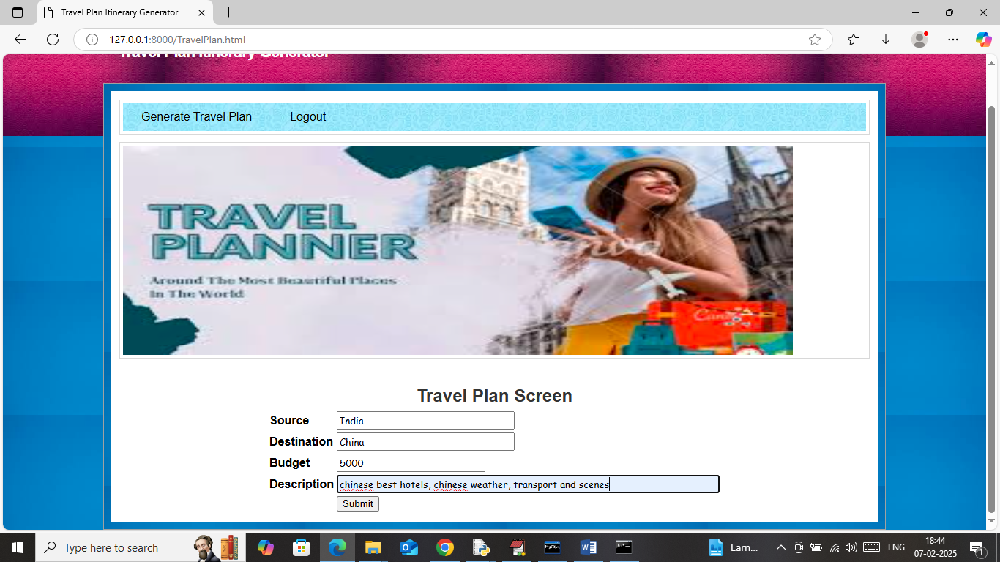 Travel Plan Itinerary Generator
127.0.0.1:8000/TravelPlan.html
Travel Plan Itinerary Generator
Generate Travel Plan Logout
TRAVEL
PLANNER
Around The Most Beautiful Places
In The World
Canva
Travel Plan Screen
Source India
Destination China
Budget 5000
Description chinese best hotels, chinese weather, transport and scenes
Submit
Type here to search
MySQL
Earn...
ENG
18:44
07-02-2025
1